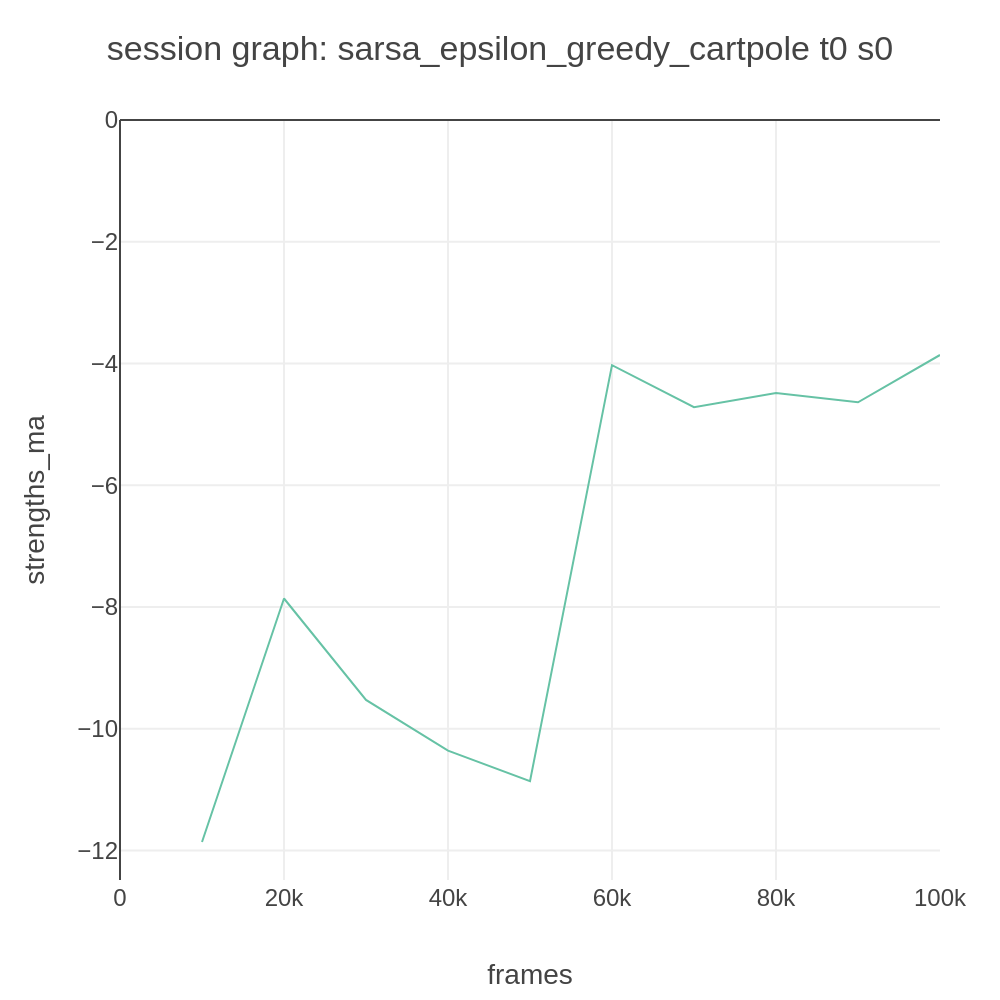 session graph: sarsa_epsilon_greedy_cartpole t0 s0
0
−2
−4
−6
−8
−10
−12
strengths_ma
0 20k 40k 60k 80k 100k
frames